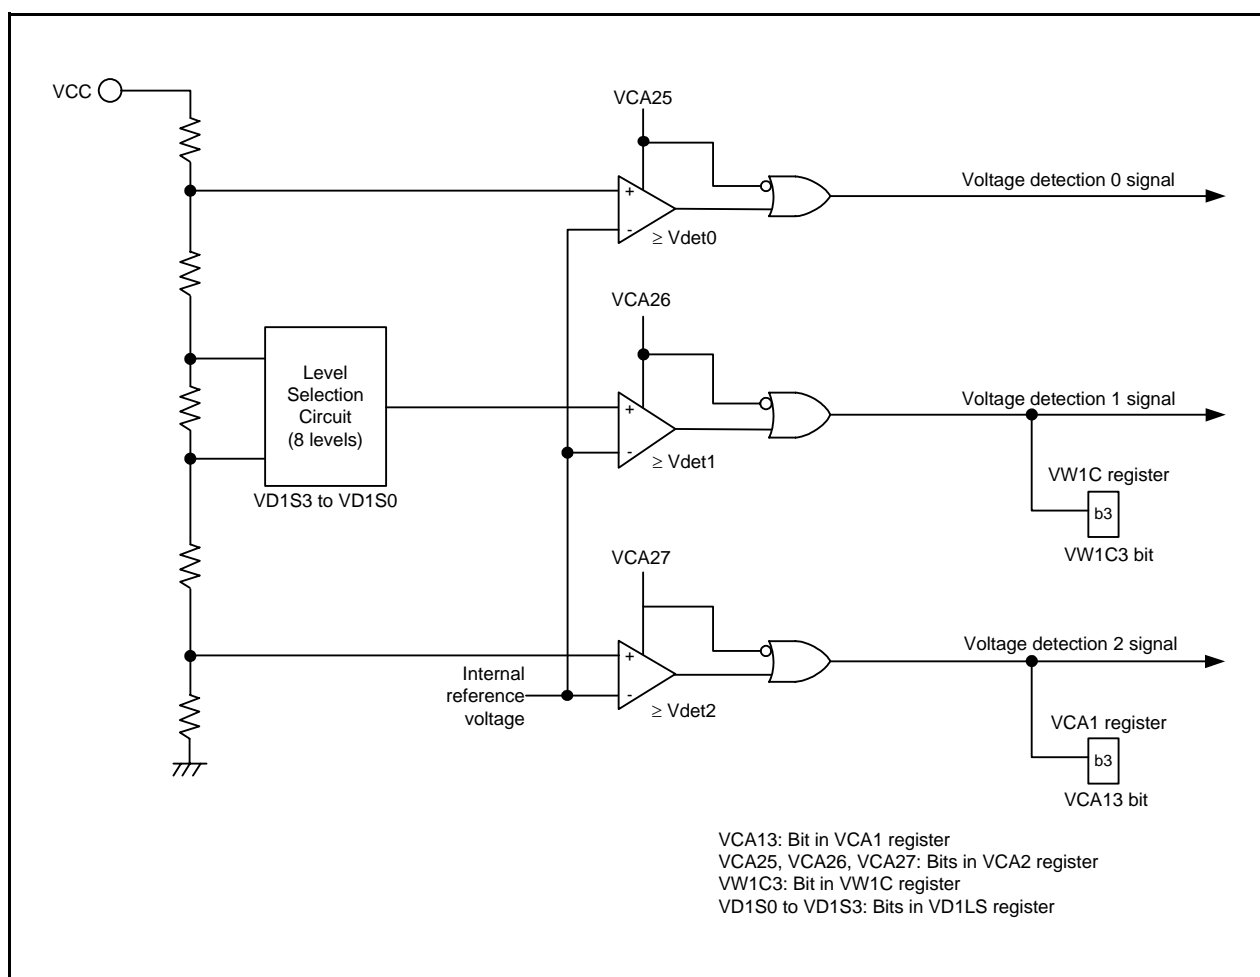 VCC
VCA25
+
-
≥ Vdet0
Voltage detection 0 signal
Level
Selection
Circuit
(8 levels)
VD1S3 to VD1S0
VCA26
+
-
≥ Vdet1
Voltage detection 1 signal
VW1C register
b3
VW1C3 bit
VCA27
+
-
≥ Vdet2
Internal
reference
voltage
Voltage detection 2 signal
VCA1 register
b3
VCA13 bit
VCA13: Bit in VCA1 register
VCA25, VCA26, VCA27: Bits in VCA2 register
VW1C3: Bit in VW1C register
VD1S0 to VD1S3: Bits in VD1LS register